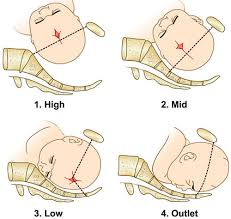 1. High
2. Mid
3. Low
4. Outlet